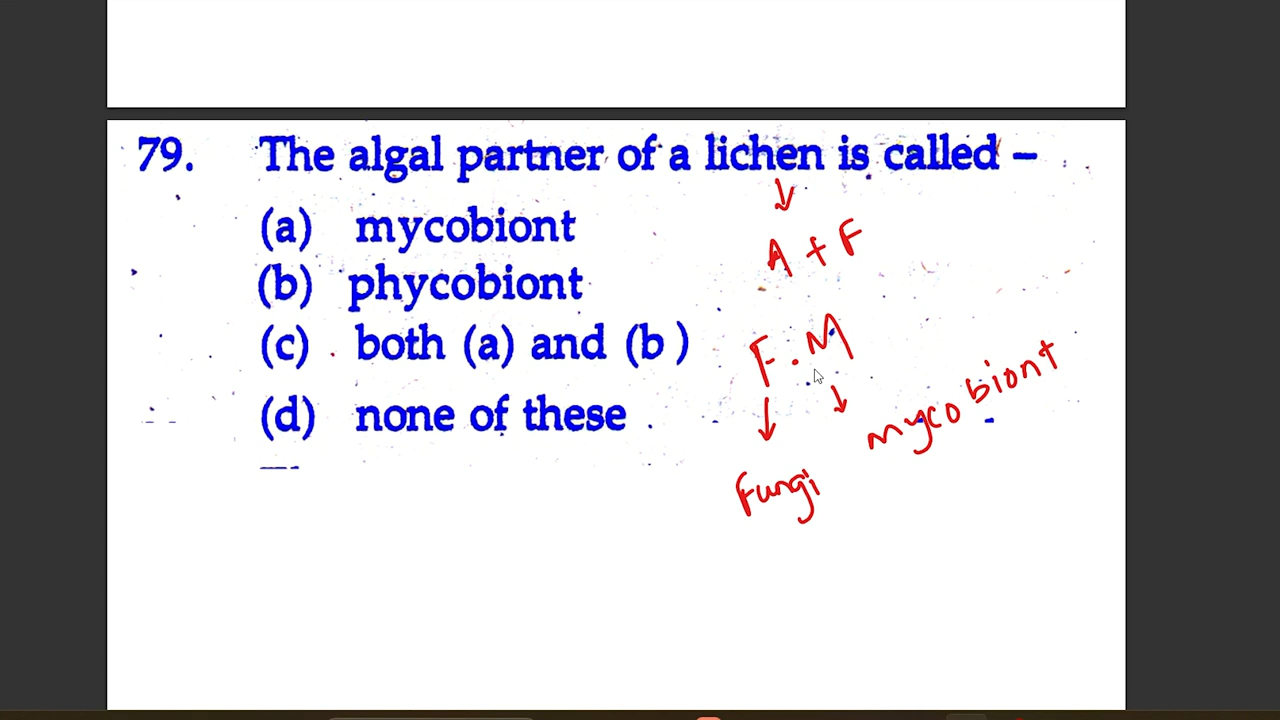 79. The algal partner of a lichen is called –
(a) mycobiont
(b) phycobiont
(c) both (a) and (b)
(d) none of these
A + F
F.M
mycobiont
Fungi